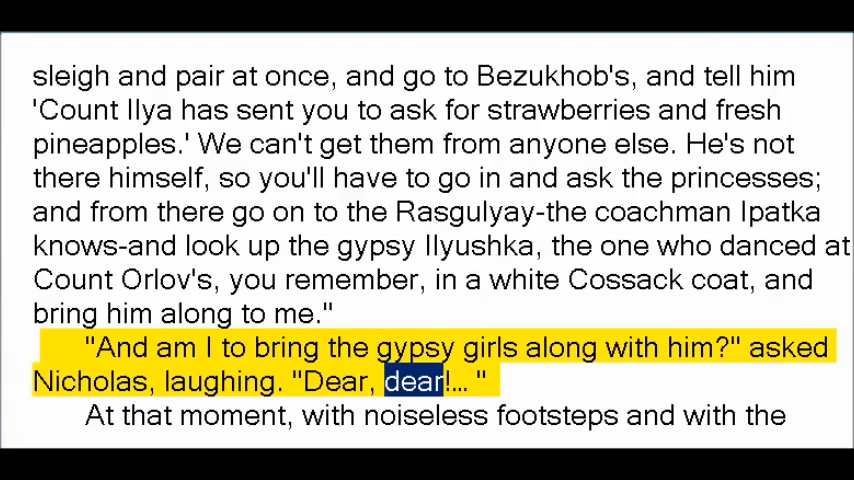 sleigh and pair at once, and go to Bezukhob's, and tell him
'Count Ilya has sent you to ask for strawberries and fresh
pineapples.' We can't get them from anyone else. He's not
there himself, so you'll have to go in and ask the princesses;
and from there go on to the Rasgulyay-the coachman Ipatka
knows-and look up the gypsy Ilyushka, the one who danced at
Count Orlov's, you remember, in a white Cossack coat, and
bring him along to me."
"And am I to bring the gypsy girls along with him?" asked
Nicholas, laughing. "Dear, dear!... "
At that moment, with noiseless footsteps and with the